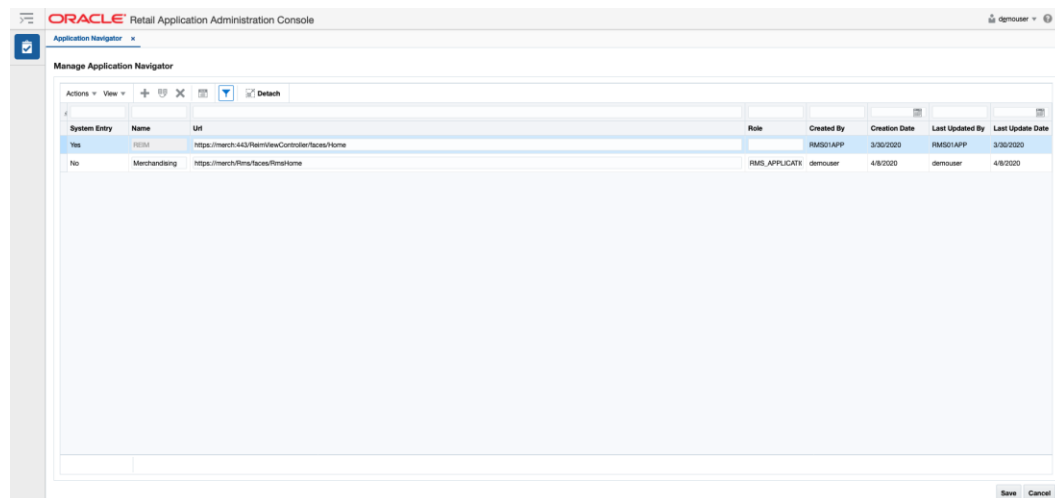 ORACLE® Retail Application Administration Console demouser
Application Navigator x
Manage Application Navigator
Actions View Detach
System Entry Name Url Role Created By Creation Date Last Updated By Last Update Date
Yes REIM https://merch:443/ReimViewController/faces/Home RMS01APP 3/30/2020 RMS01APP 3/30/2020
No Merchandising https://merch/Rms/faces/RmsHome RMS_APPLICATIC demouser 4/8/2020 demouser 4/8/2020
Save Cancel